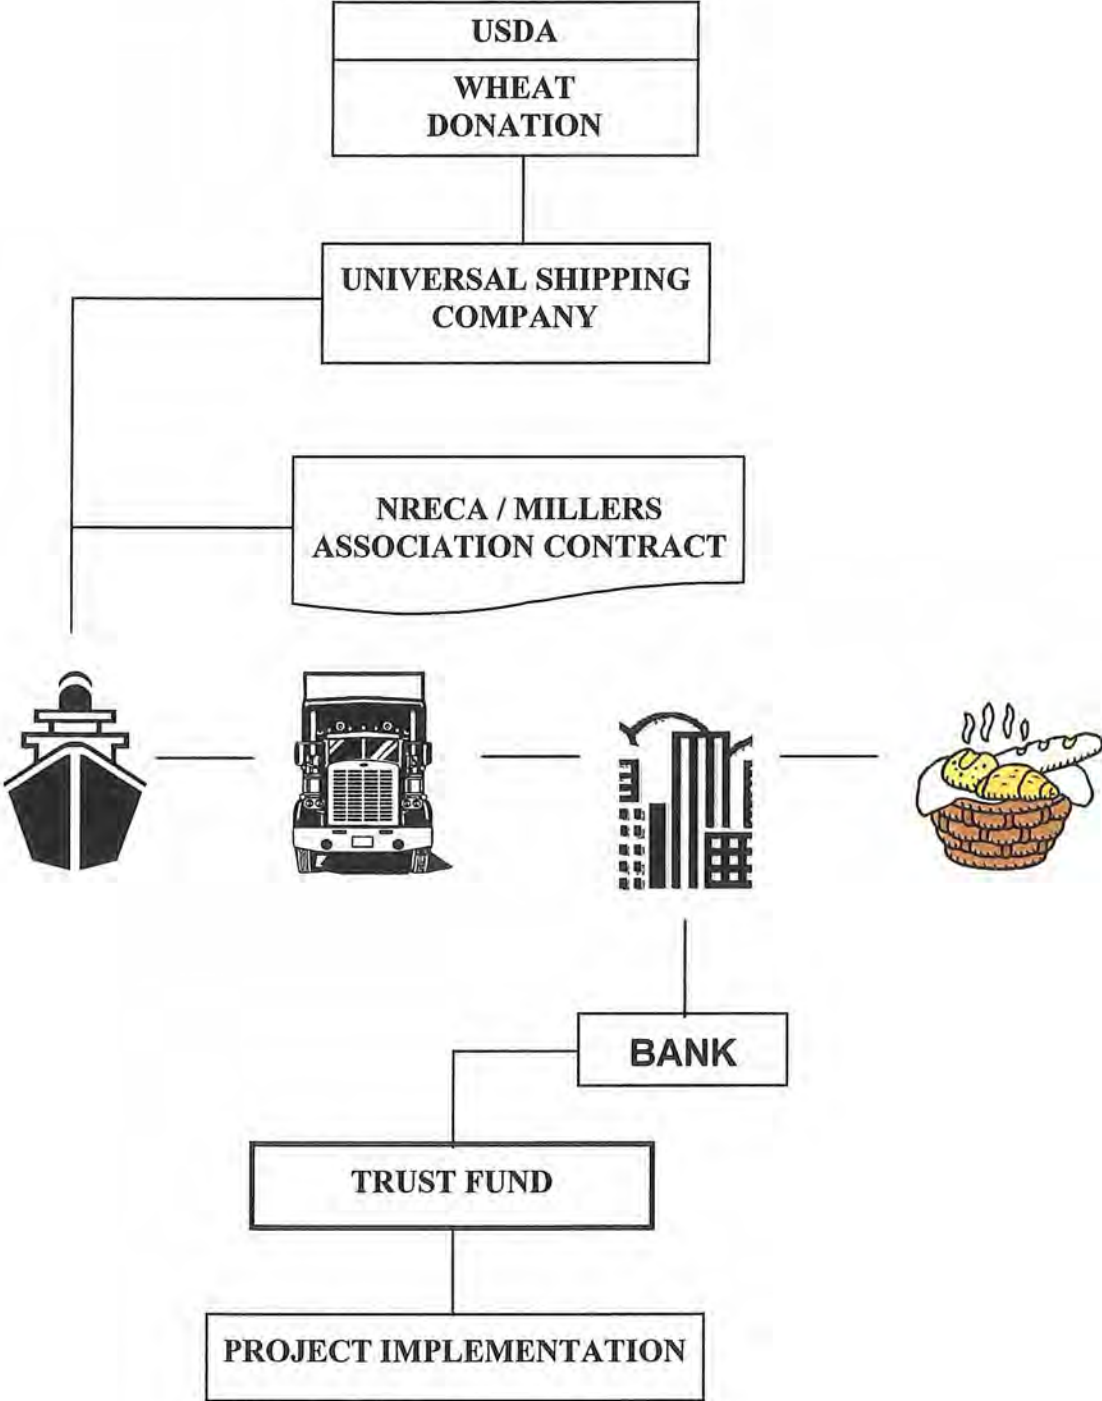 USDA
WHEAT
DONATION
UNIVERSAL SHIPPING
COMPANY
NRECA / MILLERS
ASSOCIATION CONTRACT
BANK
TRUST FUND
PROJECT IMPLEMENTATION